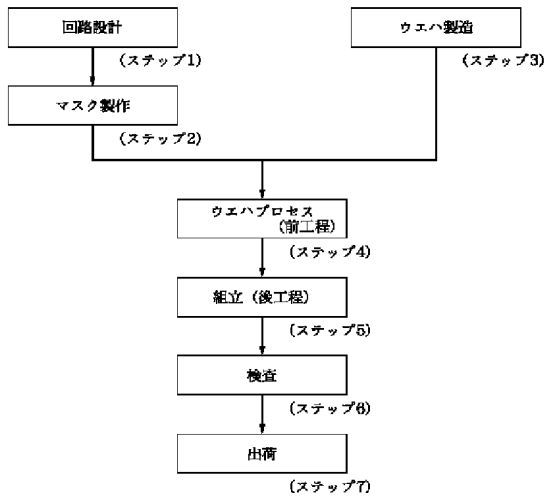 回路設計
(ステップ1)
ウエハ製造
(ステップ3)
マスク製作
(ステップ2)
ウエハプロセス
(前工程)
(ステップ4)
組立(後工程)
(ステップ5)
検査
(ステップ6)
出荷
(ステップ7)